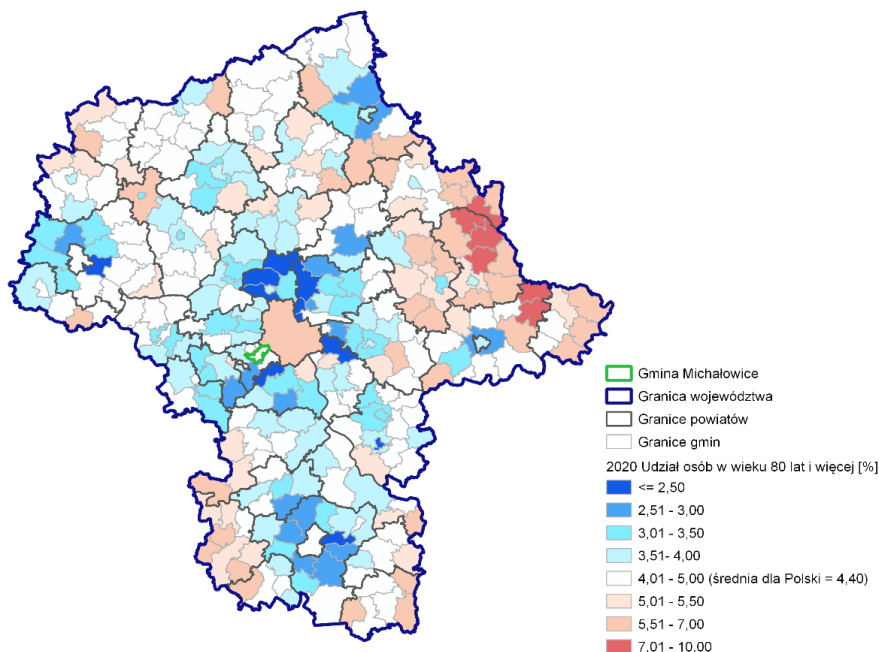 Gmina Michałowice
Granica województwa
Granice powiatów
Granice gmin
2020 Udział osób w wieku 80 lat i więcej [%]
<= 2,50
2,51 - 3,00
3,01 - 3,50
3,51- 4,00
4,01 - 5,00 (średnia dla Polski = 4,40)
5,01 - 5,50
5,51 - 7,00
7.01 - 10.00